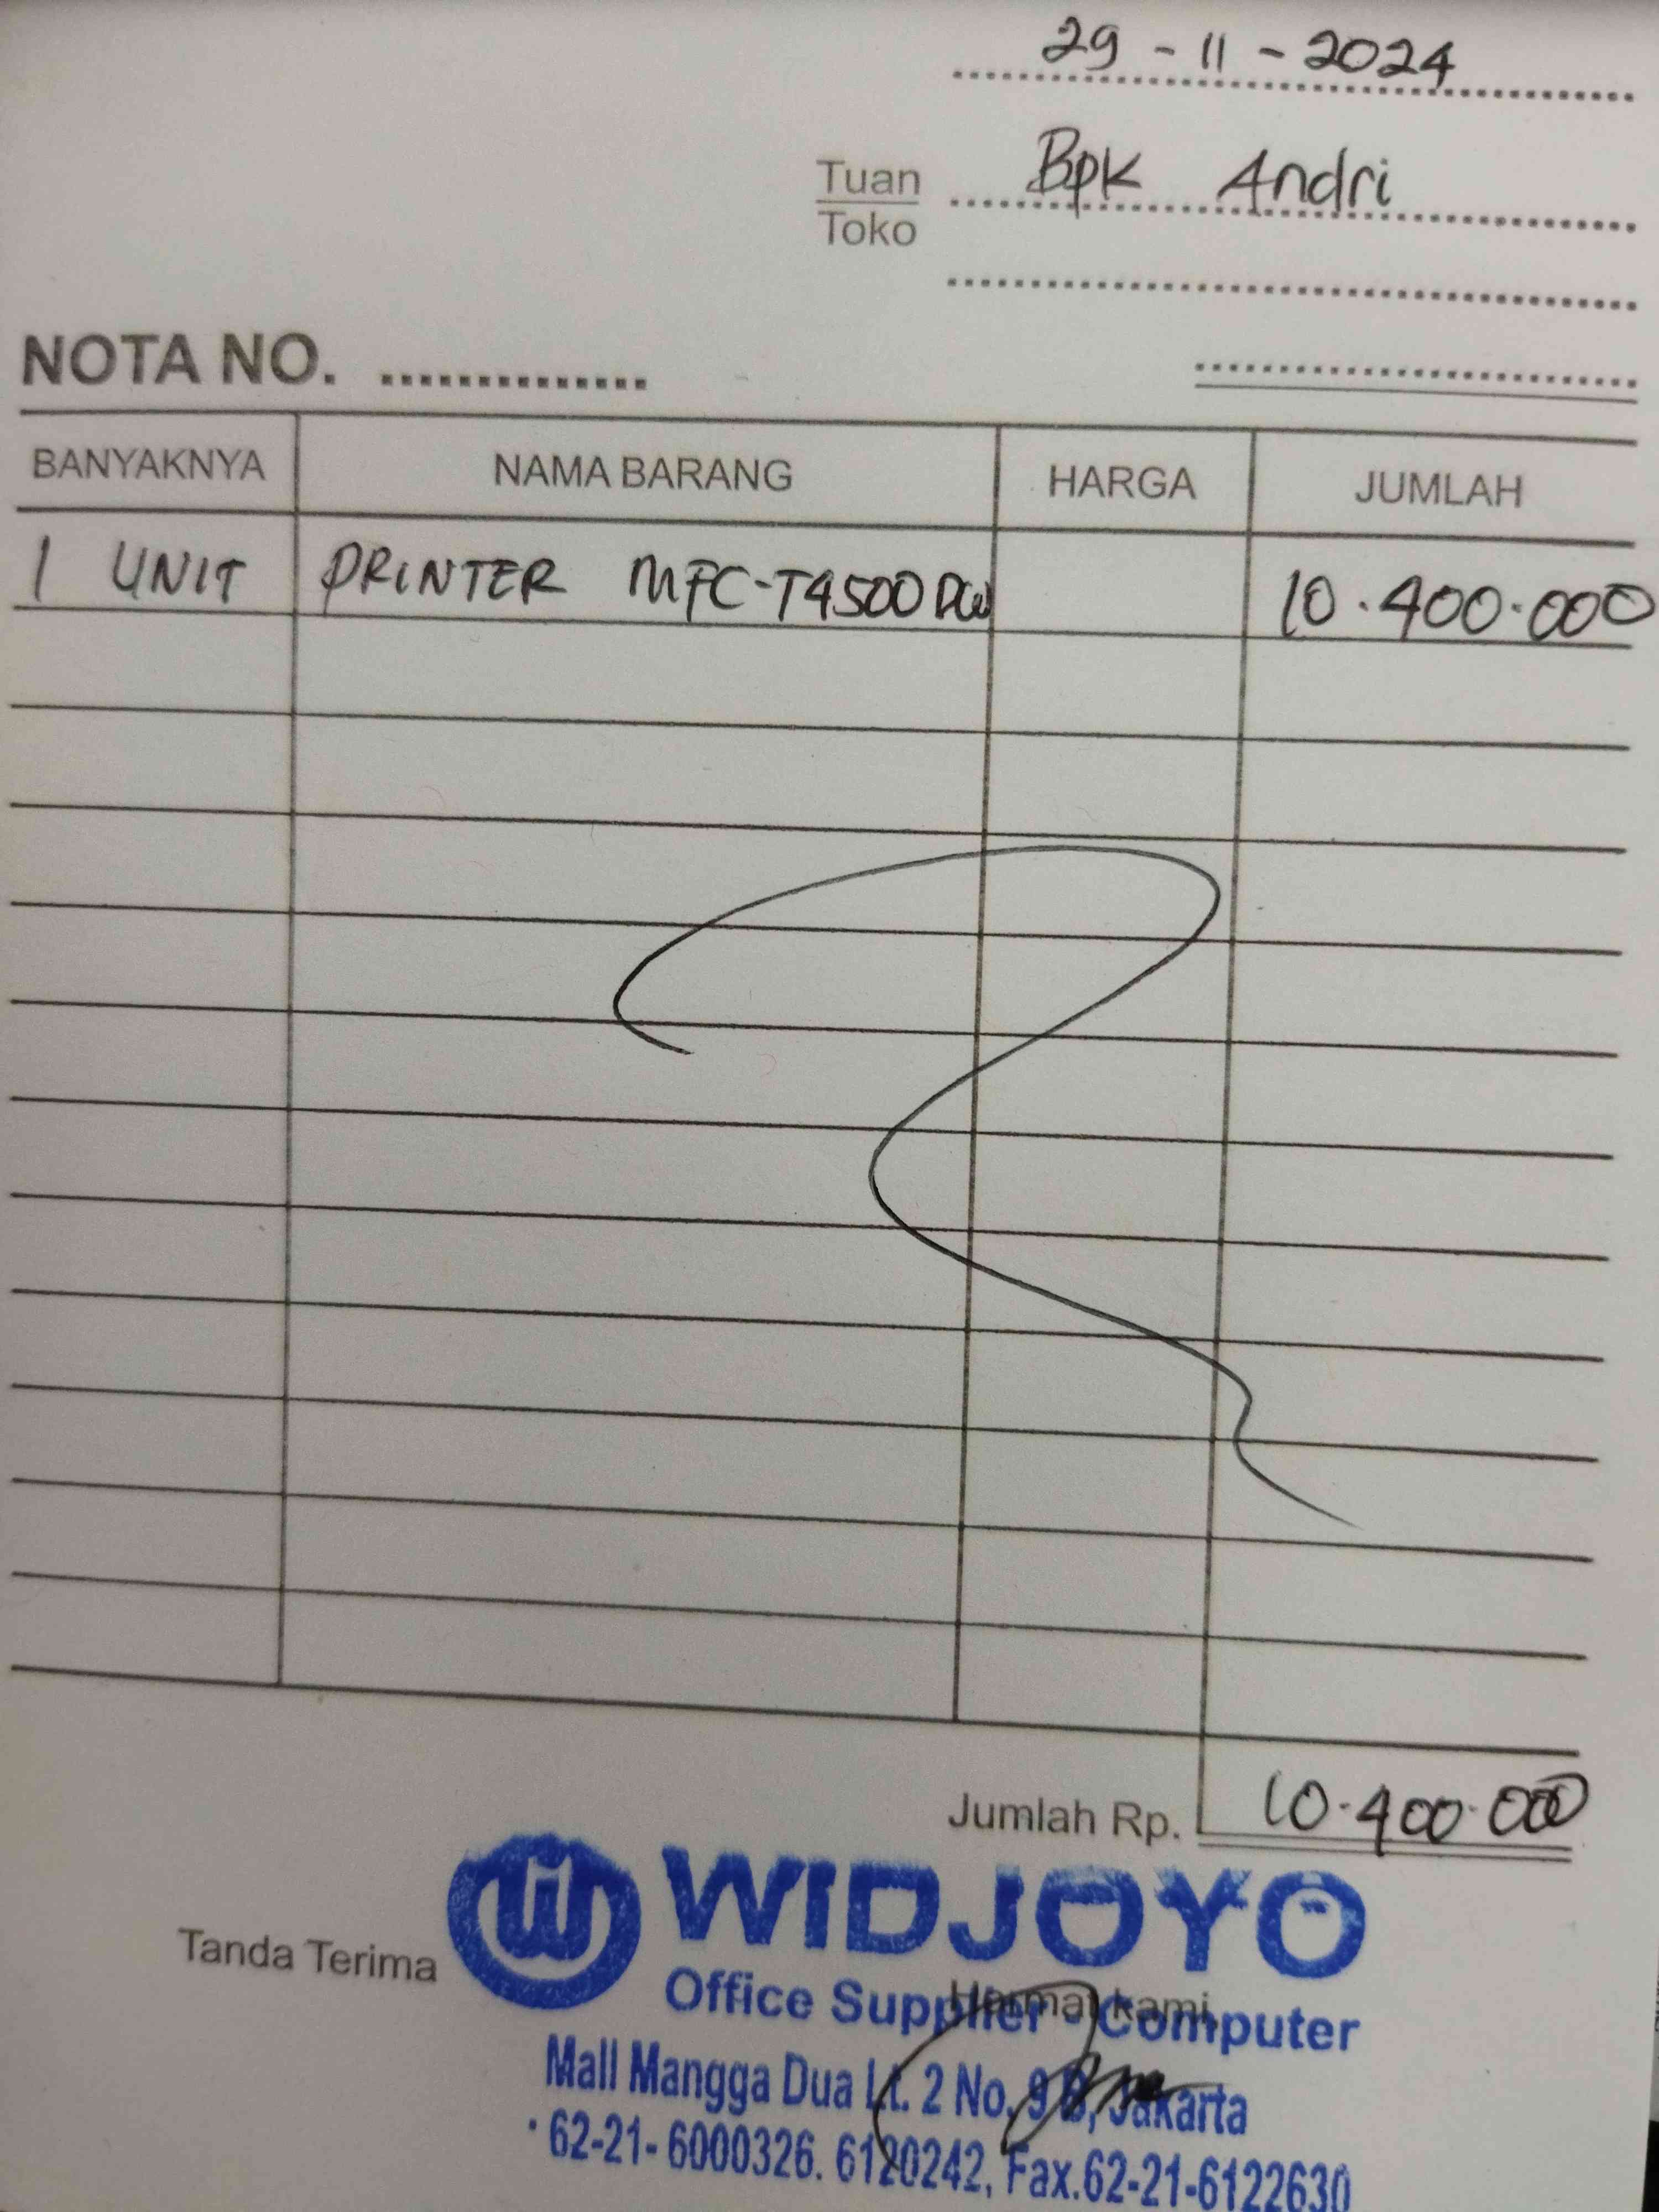 29 - 11 - 2024
Tuan Bpk Andri
Toko
NOTA NO. ..............
BANYAKNYA NAMA BARANG HARGA JUMLAH
1 UNIT PRINTER MFC-T4500DW 10.400.000
Jumlah Rp. 10.400.000
WIDJOYO
Tanda Terima
Hormat kami,
Office Supplier - Computer
Mall Mangga Dua Lt. 2 No. 9 B, Jakarta
62-21- 6000326. 6120242, Fax.62-21-6122630